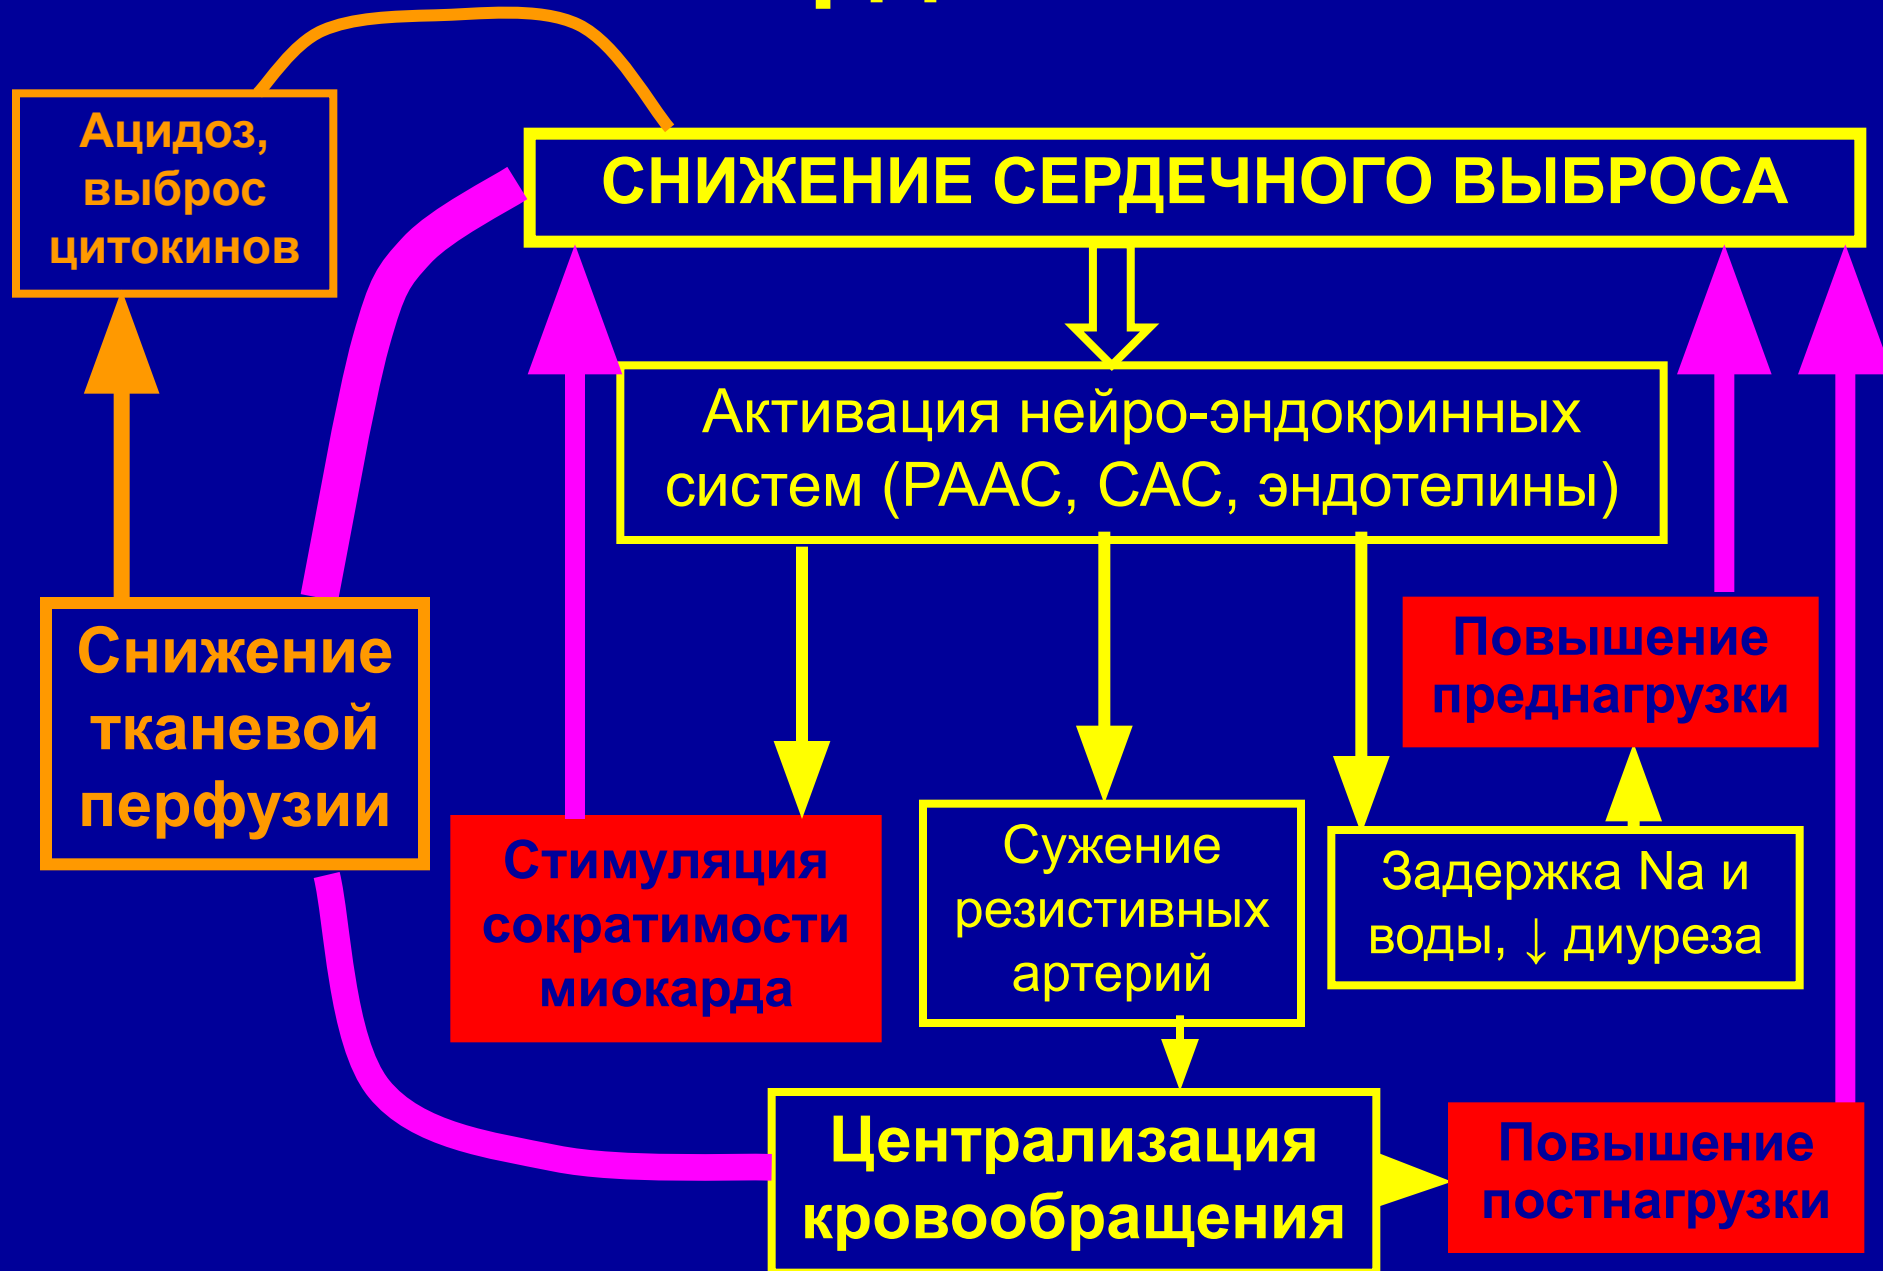 Ацидоз,
выброс
цитокинов
СНИЖЕНИЕ СЕРДЕЧНОГО ВЫБРОСА
Активация нейро-эндокринных
систем (РААС, САС, эндотелины)
Снижение
тканевой
перфузии
Повышение
преднагрузки
Стимуляция
сократимости
миокарда
Сужение
резистивных
артерий
Задержка Na и
воды, ↓ диуреза
Централизация
кровообращения
Повышение
постнагрузки